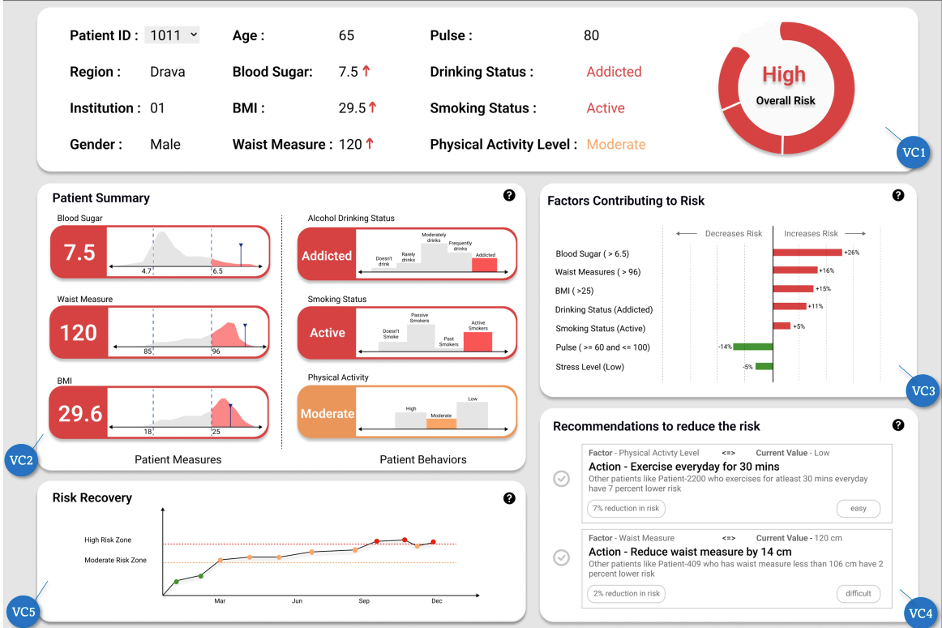 Patient ID : 1011 Age : 65 Pulse : 80
Region : Drava Blood Sugar: 7.5 Drinking Status : Addicted
Institution : 01 BMI : 29.5 Smoking Status : Active
Gender : Male Waist Measure : 120 Physical Activity Level : Moderate
High
Overall Risk
VC1
Patient Summary
?
Blood Sugar
7.5
4.7 6.5
Waist Measure
120
85 96
BMI
29.6
18 25
Patient Measures
Alcohol Drinking Status
Addicted
Doesn't drink
Rarely drinks
Moderately drinks
Frequently drinks
Addicted
Smoking Status
Active
Doesn't Smoke
Passive Smokers
Past Smokers
Active Smokers
Physical Activity
Moderate
High
Moderate
Low
Patient Behaviors
VC2
Factors Contributing to Risk
?
Decreases Risk Increases Risk
Blood Sugar ( > 6.5) +26%
Waist Measures ( > 96) +16%
BMI ( >25) +15%
Drinking Status (Addicted) +11%
Smoking Status (Active) +5%
Pulse ( >= 60 and <= 100) -14%
Stress Level (Low) -5%
VC3
Recommendations to reduce the risk
?
Factor - Physical Activty Level <=> Current Value - Low
Action - Exercise everyday for 30 mins
Other patients like Patient-2200 who exercises for atleast 30 mins everyday
have 7 percent lower risk
7% reduction in risk easy
Factor - Waist Measure <=> Current Value - 120 cm
Action - Reduce waist measure by 14 cm
Other patients like Patient-409 who has waist measure less than 106 cm have 2
percent lower risk
2% reduction in risk difficult
VC4
Risk Recovery
?
High Risk Zone
Moderate Risk Zone
Mar Jun Sep Dec
VC5